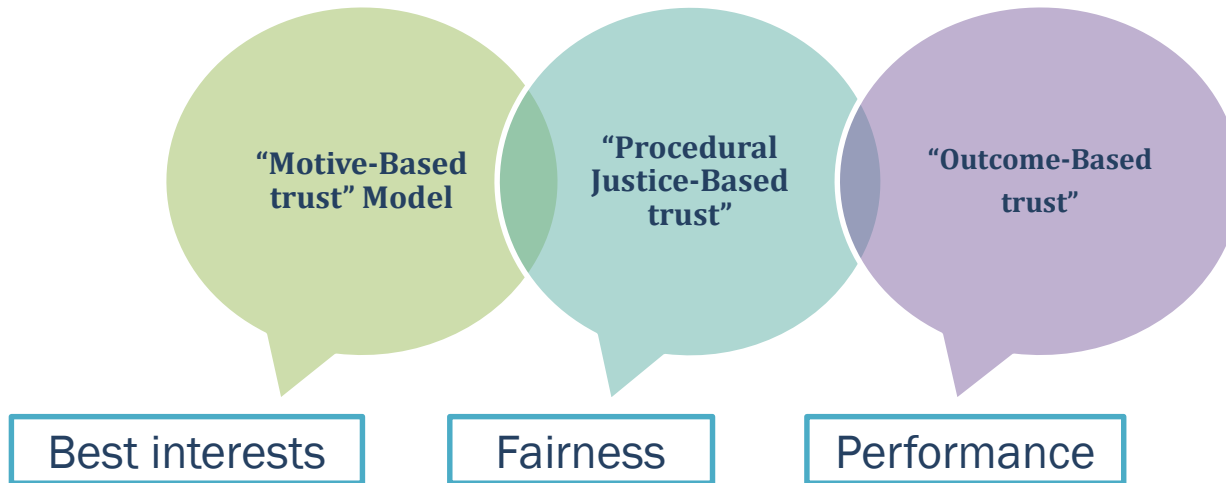 “Motive-Based
trust” Model
“Procedural
Justice-Based
trust”
“Outcome-Based
trust”
Best interests
Fairness
Performance